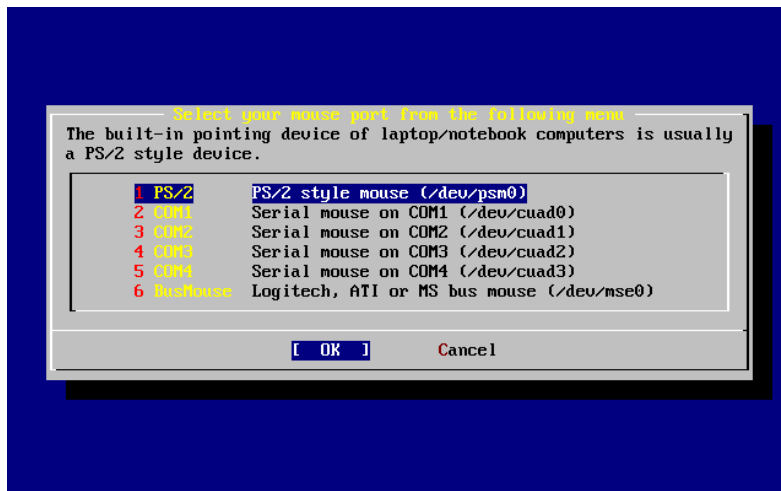 Select your mouse port from the following menu
The built-in pointing device of laptop/notebook computers is usually
a PS/2 style device.
1 PS/2 PS/2 style mouse (/dev/psm0)
2 COM1 Serial mouse on COM1 (/dev/cuad0)
3 COM2 Serial mouse on COM2 (/dev/cuad1)
4 COM3 Serial mouse on COM3 (/dev/cuad2)
5 COM4 Serial mouse on COM4 (/dev/cuad3)
6 BusMouse Logitech, ATI or MS bus mouse (/dev/mse0)
[ OK ] Cancel